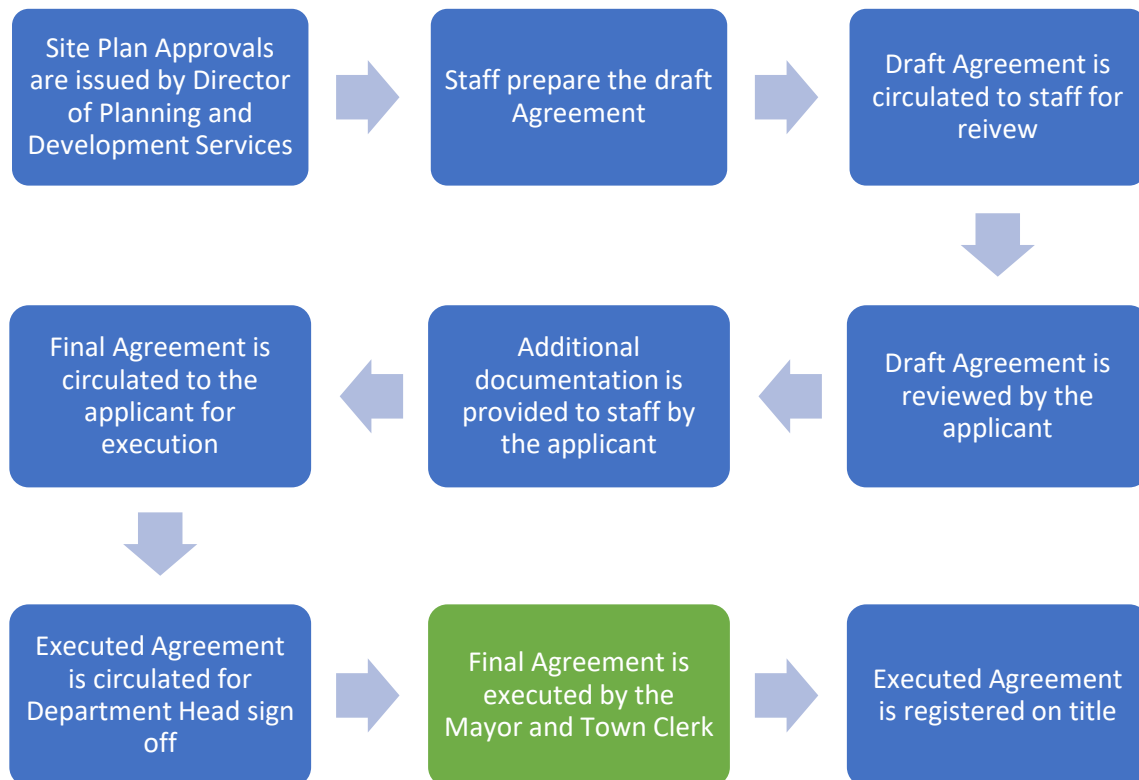 Site Plan Approvals
are issued by Director
of Planning and
Development Services
Staff prepare the draft
Agreement
Draft Agreement is
circulated to staff for
reivew
Draft Agreement is
reviewed by the
applicant
Additional
documentation is
provided to staff by
the applicant
Final Agreement is
circulated to the
applicant for
execution
Executed Agreement
is circulated for
Department Head sign
off
Final Agreement is
executed by the
Mayor and Town Clerk
Executed Agreement
is registered on title